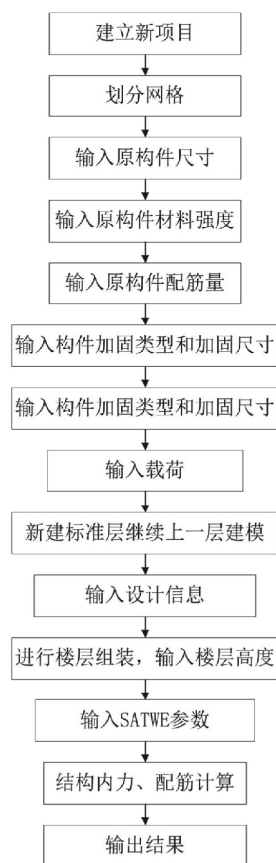 建立新项目
划分网格
输入原构件尺寸
输入原构件材料强度
输入原构件配筋量
输入构件加固类型和加固尺寸
输入构件加固类型和加固尺寸
输入载荷
新建标准层继续上一层建模
输入设计信息
进行楼层组装，输入楼层高度
输入SATWE参数
结构内力、配筋计算
输出结果